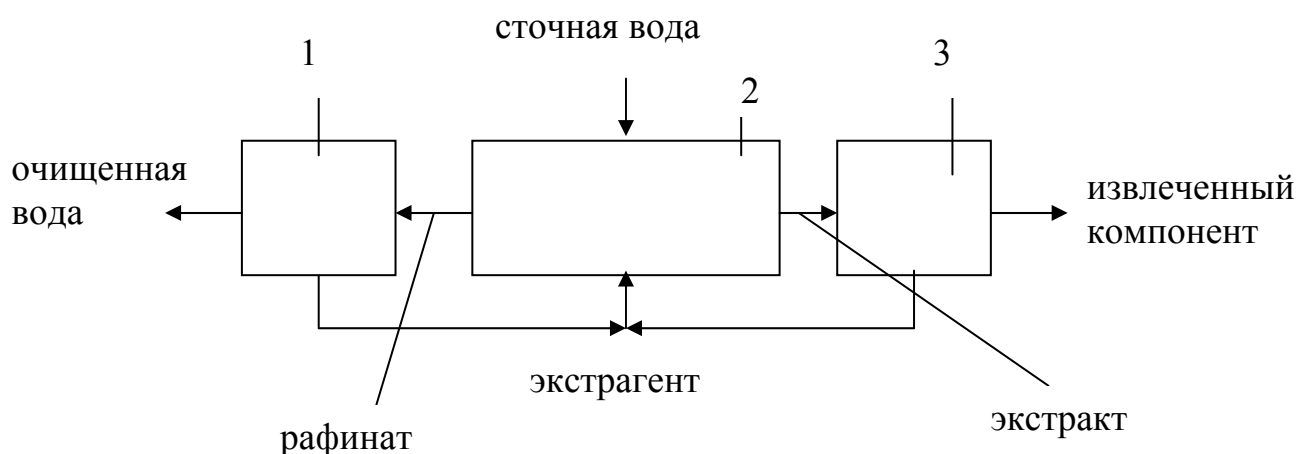 сточная вода
1
2
3
очищенная
вода
извлеченный
компонент
экстрагент
рафинат
экстракт